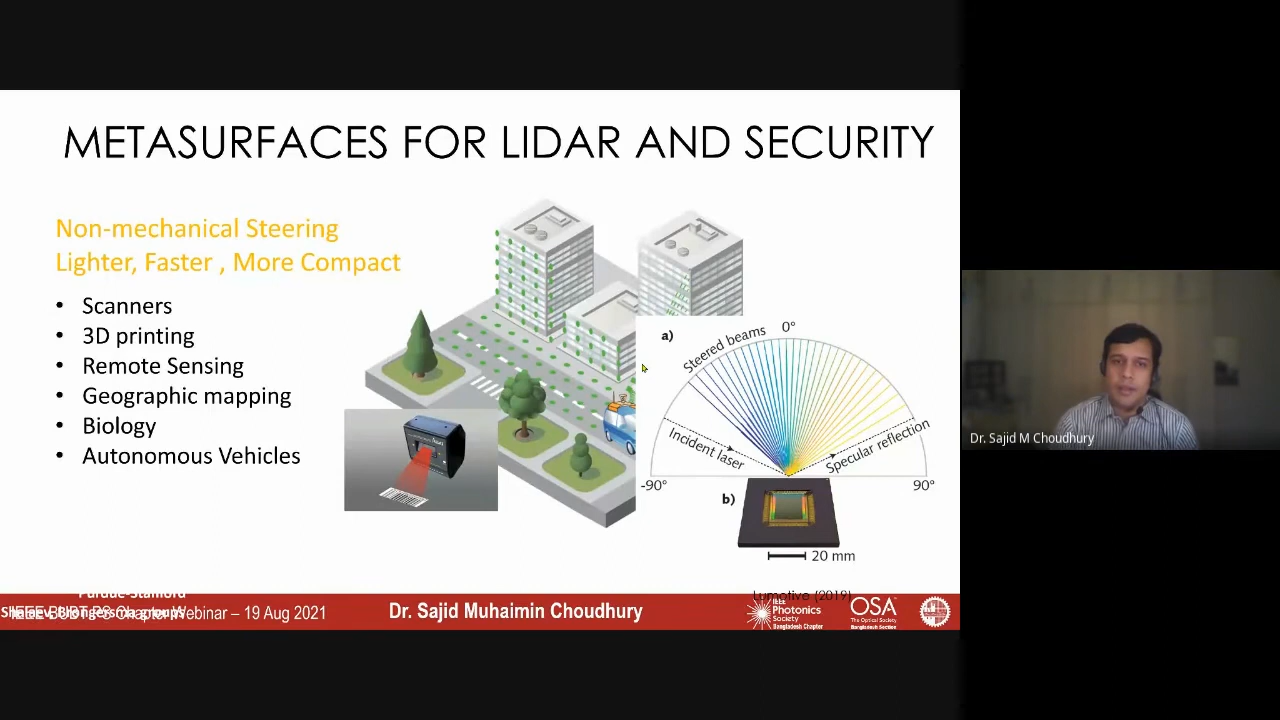 METASURFACES FOR LIDAR AND SECURITY
Non-mechanical Steering
Lighter, Faster , More Compact
• Scanners
• 3D printing
• Remote Sensing
• Geographic mapping
• Biology
• Autonomous Vehicles
a)
Steered beams
0°
Incident laser
Specular reflection
-90°
90°
b)
20 mm
Purdue-Stanford
Webinar – 19 Aug 2021
Dr. Sajid Muhaimin Choudhury
Lumotive (2019)
IEEE
Photonics
Society
Bangladesh Chapter
OSA
The Optical Society
Bangladesh Section
Dr. Sajid M Choudhury